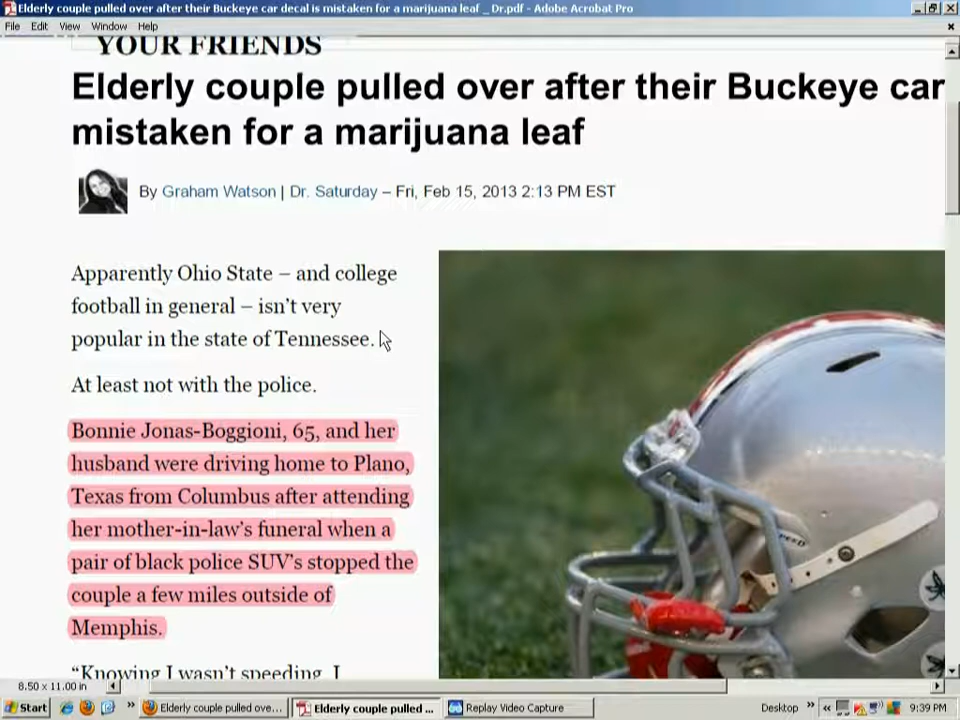 Elderly couple pulled over after their Buckeye car decal is mistaken for a marijuana leaf _ Dr.pdf - Adobe Acrobat Pro
File Edit View Window Help
YOUR FRIENDS
Elderly couple pulled over after their Buckeye car
mistaken for a marijuana leaf
By Graham Watson | Dr. Saturday – Fri, Feb 15, 2013 2:13 PM EST
Apparently Ohio State – and college
football in general – isn't very
popular in the state of Tennessee.
At least not with the police.
Bonnie Jonas-Boggioni, 65, and her
husband were driving home to Plano,
Texas from Columbus after attending
her mother-in-law's funeral when a
pair of black police SUV's stopped the
couple a few miles outside of
Memphis.
"Knowing I wasn't speeding, I
8.50 x 11.00 in
Start » Elderly couple pulled ove... Elderly couple pulled ... Replay Video Capture Desktop » « 9:39 PM